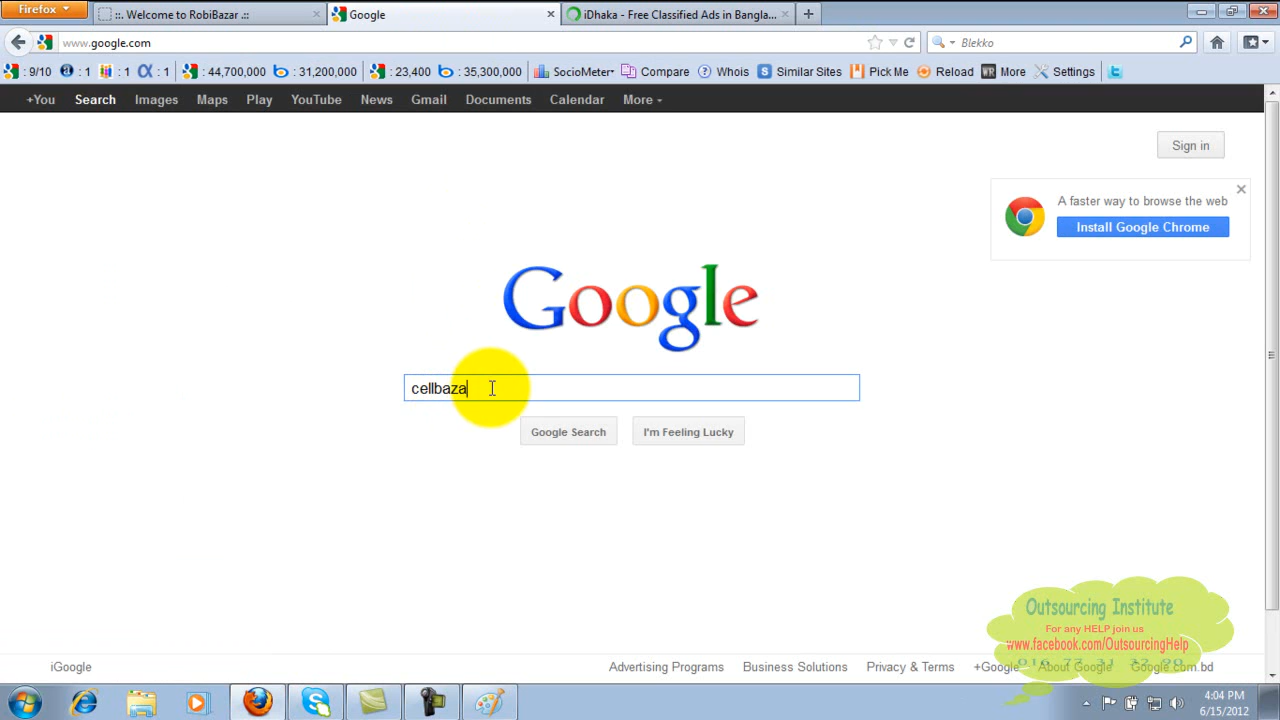 Firefox
::. Welcome to RobiBazar .::
Google
iDhaka - Free Classified Ads in Bangla...
www.google.com
Blekko
: 9/10
: 1
: 1
: 1
: 44,700,000
: 31,200,000
: 23,400
: 35,300,000
SocioMeter
Compare
Whois
Similar Sites
Pick Me
Reload
More
Settings
+You
Search
Images
Maps
Play
YouTube
News
Gmail
Documents
Calendar
More
Sign in
A faster way to browse the web
Install Google Chrome
Google
cellbaza
Google Search
I'm Feeling Lucky
Outsourcing Institute
For any HELP join us
www.facebook.com/OutsourcingHelp
iGoogle
Advertising Programs
Business Solutions
Privacy & Terms
+Google
About Google
Google.com.bd
4:04 PM
6/15/2012